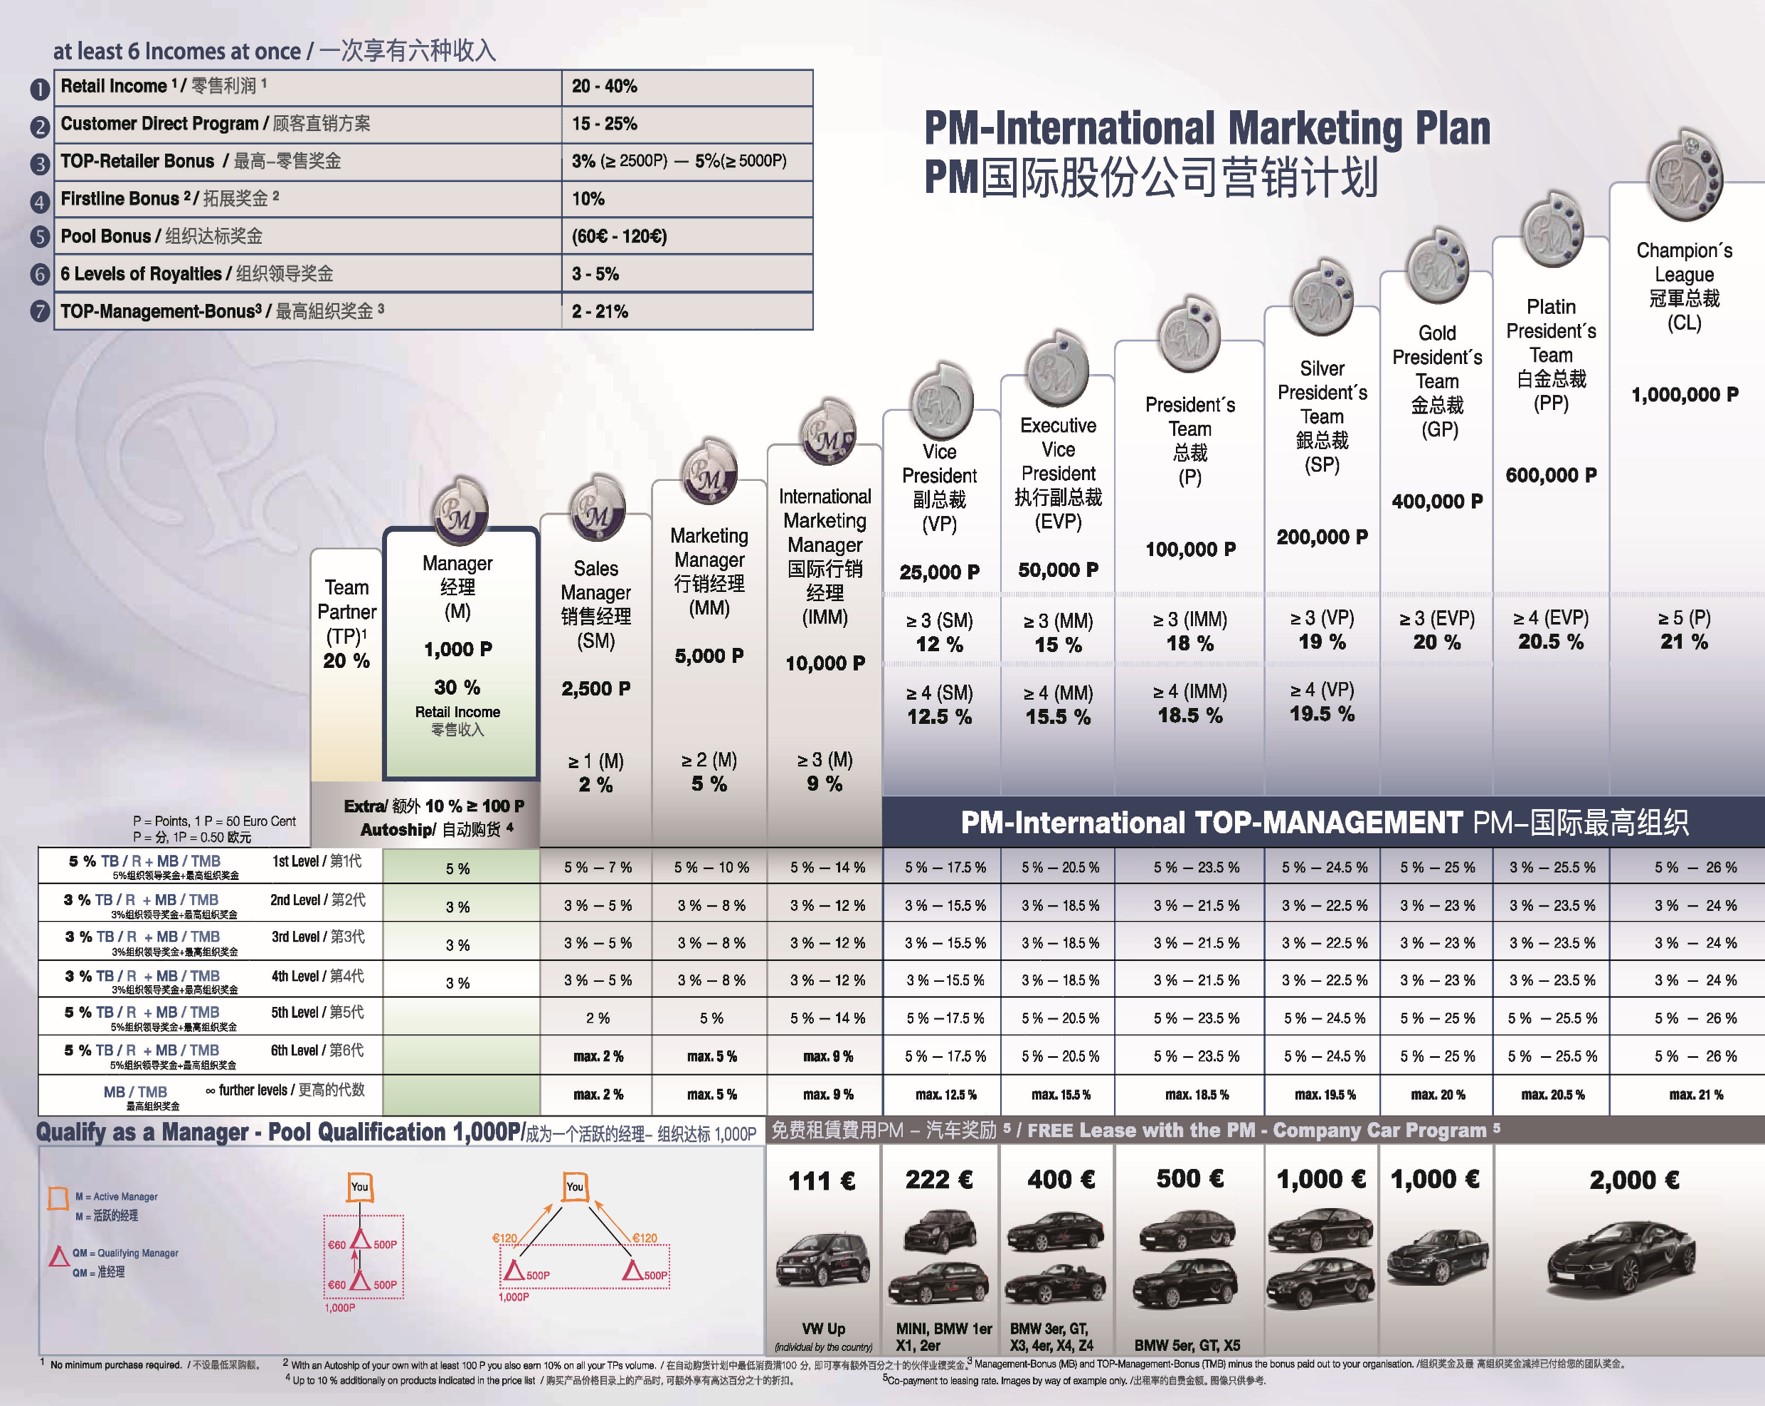 at least 6 Incomes at once / 一次享有六种收入
1 Retail Income ¹ / 零售利润 ¹ 20 - 40%
2 Customer Direct Program / 顾客直销方案 15 - 25%
3 TOP-Retailer Bonus / 最高-零售奖金 3% (≥ 2500P) — 5%(≥ 5000P)
4 Firstline Bonus ² / 拓展奖金 ² 10%
5 Pool Bonus / 组织达标奖金 (60€ - 120€)
6 6 Levels of Royalties / 组织领导奖金 3 - 5%
7 TOP-Management-Bonus³ / 最高組织奖金 ³ 2 - 21%
PM-International Marketing Plan
PM国际股份公司营销计划
Team
Partner
(TP)¹
20 %
Manager
经理
(M)
1,000 P
30 %
Retail Income
零售收入
Extra/ 额外 10 % ≥ 100 P
Autoship/ 自动购货 ⁴
Sales
Manager
销售经理
(SM)
2,500 P
≥ 1 (M)
2 %
Marketing
Manager
行销经理
(MM)
5,000 P
≥ 2 (M)
5 %
International
Marketing
Manager
国际行销
经理
(IMM)
10,000 P
≥ 3 (M)
9 %
Vice
President
副总裁
(VP)
25,000 P
≥ 3 (SM)
12 %
≥ 4 (SM)
12.5 %
Executive
Vice
President
执行副总裁
(EVP)
50,000 P
≥ 3 (MM)
15 %
≥ 4 (MM)
15.5 %
President´s
Team
总裁
(P)
100,000 P
≥ 3 (IMM)
18 %
≥ 4 (IMM)
18.5 %
Silver
President´s
Team
銀总裁
(SP)
200,000 P
≥ 3 (VP)
19 %
≥ 4 (VP)
19.5 %
Gold
President´s
Team
金总裁
(GP)
400,000 P
≥ 3 (EVP)
20 %
Platin
President´s
Team
白金总裁
(PP)
600,000 P
≥ 4 (EVP)
20.5 %
Champion´s
League
冠軍总裁
(CL)
1,000,000 P
≥ 5 (P)
21 %
P = Points, 1 P = 50 Euro Cent
P = 分, 1P = 0.50 欧元
PM-International TOP-MANAGEMENT PM-国际最高组织
5 % TB / R + MB / TMB 1st Level / 第1代 5 % 5 % – 7 % 5 % – 10 % 5 % – 14 % 5 % – 17.5 % 5 % – 20.5 % 5 % – 23.5 % 5 % – 24.5 % 5 % – 25 % 3 % – 25.5 % 5 % – 26 %
5%组织领导奖金+最高组织奖金
3 % TB / R + MB / TMB 2nd Level / 第2代 3 % 3 % – 5 % 3 % – 8 % 3 % – 12 % 3 % – 15.5 % 3 % – 18.5 % 3 % – 21.5 % 3 % – 22.5 % 3 % – 23 % 3 % – 23.5 % 3 % – 24 %
3%组织领导奖金+最高组织奖金
3 % TB / R + MB / TMB 3rd Level / 第3代 3 % 3 % – 5 % 3 % – 8 % 3 % – 12 % 3 % – 15.5 % 3 % – 18.5 % 3 % – 21.5 % 3 % – 22.5 % 3 % – 23 % 3 % – 23.5 % 3 % – 24 %
3%组织领导奖金+最高组织奖金
3 % TB / R + MB / TMB 4th Level / 第4代 3 % 3 % – 5 % 3 % – 8 % 3 % – 12 % 3 % –15.5 % 3 % – 18.5 % 3 % – 21.5 % 3 % – 22.5 % 3 % – 23 % 3 % – 23.5 % 3 % – 24 %
3%组织领导奖金+最高组织奖金
5 % TB / R + MB / TMB 5th Level / 第5代 2 % 5 % 5 % – 14 % 5 % –17.5 % 5 % – 20.5 % 5 % – 23.5 % 5 % – 24.5 % 5 % – 25 % 5 % – 25.5 % 5 % – 26 %
5%组织领导奖金+最高组织奖金
5 % TB / R + MB / TMB 6th Level / 第6代 max. 2 % max. 5 % max. 9 % 5 % – 17.5 % 5 % – 20.5 % 5 % – 23.5 % 5 % – 24.5 % 5 % – 25 % 5 % – 25.5 % 5 % – 26 %
5%组织领导奖金+最高组织奖金
MB / TMB ∞ further levels / 更高的代数 max. 2 % max. 5 % max. 9 % max. 12.5 % max. 15.5 % max. 18.5 % max. 19.5 % max. 20 % max. 20.5 % max. 21 %
最高组织奖金
Qualify as a Manager - Pool Qualification 1,000P/成为一个活跃的经理- 组织达标 1,000P
M = Active Manager
M = 活跃的经理
QM = Qualifying Manager
QM = 准经理
You
€60 500P
€60 500P
1,000P
You
€120 €120
500P 500P
1,000P
免费租賃費用PM - 汽车奖励 ⁵ / FREE Lease with the PM - Company Car Program ⁵
111 € 222 € 400 € 500 € 1,000 € 1,000 € 2,000 €
VW Up
(individual by the country)
MINI, BMW 1er
X1, 2er
BMW 3er, GT,
X3, 4er, X4, Z4
BMW 5er, GT, X5
¹ No minimum purchase required. / 不设最低采购额。
² With an Autoship of your own with at least 100 P you also earn 10% on all your TPs volume. / 在自动购货计划中最低消费满100 分, 即可享有额外百分之十的伙伴业绩奖金。
³ Management-Bonus (MB) and TOP-Management-Bonus (TMB) minus the bonus paid out to your organisation. /组织奖金及最 高组织奖金减掉已付给您的团队奖金。
⁴ Up to 10 % additionally on products indicated in the price list / 购买产品价格目录上的产品时, 可额外享有高达百分之十的折扣。
⁵Co-payment to leasing rate. Images by way of example only. /出租率的自费金额。图像只供参考.